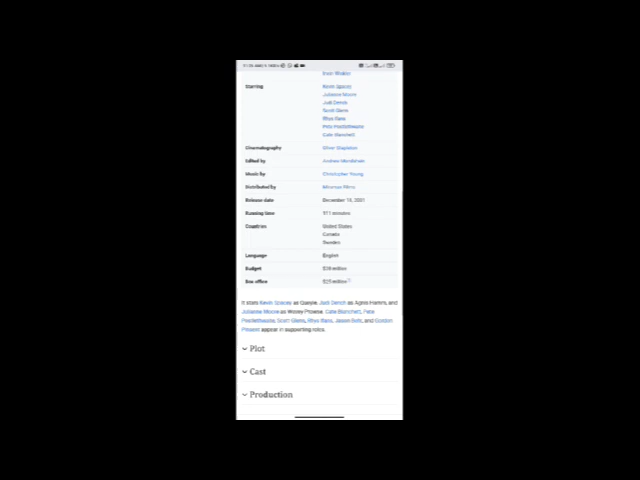 Irwin Winkler
Starring
Kevin Spacey
Julianne Moore
Judi Dench
Scott Glenn
Rhys Ifans
Pete Postlethwaite
Cate Blanchett
Cinematography
Oliver Stapleton
Edited by
Andrew Mondshein
Music by
Christopher Young
Distributed by
Miramax Films
Release date
December 18, 2001
Running time
111 minutes
Countries
United States
Canada
Sweden
Language
English
Budget
$38 million
Box office
$25 million
It stars Kevin Spacey as Quoyle, Judi Dench as Agnis Hamm, and
Julianne Moore as Wavey Prowse. Cate Blanchett, Pete
Postlethwaite, Scott Glenn, Rhys Ifans, Jason Behr, and Gordon
Pinsent appear in supporting roles.
Plot
Cast
Production